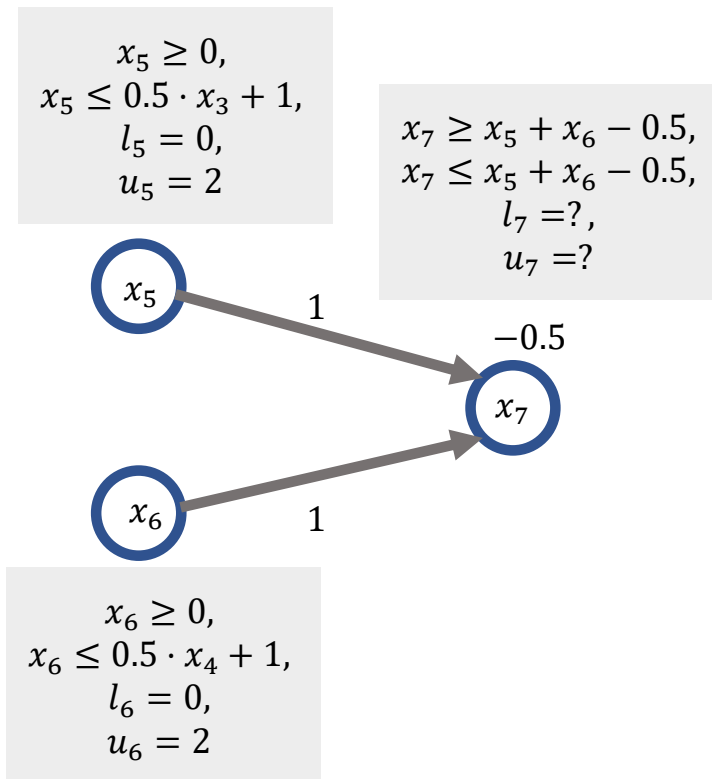 x₅ ≥ 0,
x₅ ≤ 0.5 · x₃ + 1,
l₅ = 0,
u₅ = 2
x₇ ≥ x₅ + x₆ − 0.5,
x₇ ≤ x₅ + x₆ − 0.5,
l₇ =?,
u₇ =?
x₅
1
−0.5
x₇
x₆
1
x₆ ≥ 0,
x₆ ≤ 0.5 · x₄ + 1,
l₆ = 0,
u₆ = 2